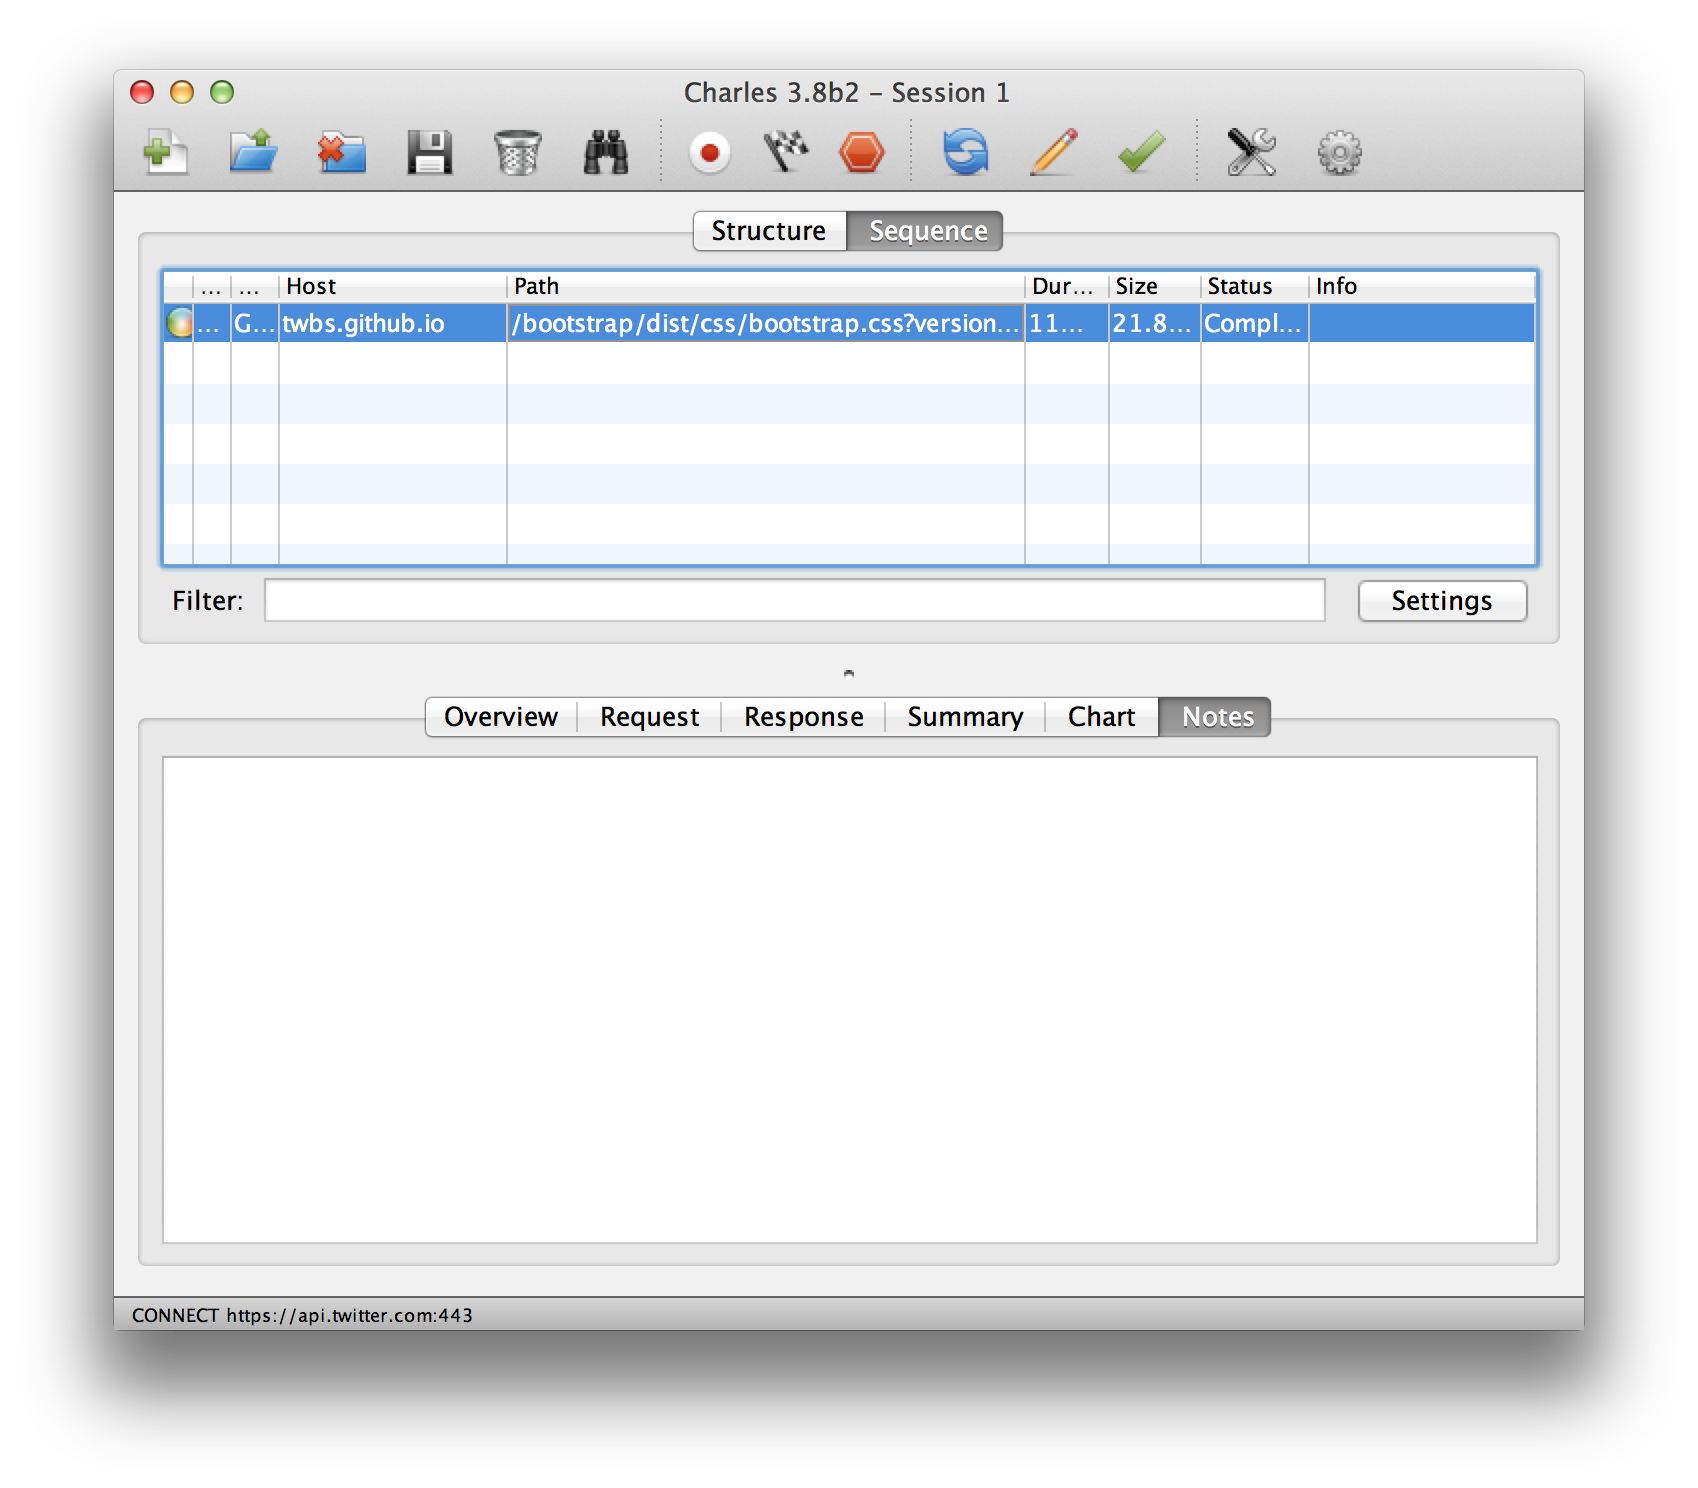 Charles 3.8b2 – Session 1
Structure Sequence
... ... Host Path Dur... Size Status Info
... G... twbs.github.io /bootstrap/dist/css/bootstrap.css?version... 11... 21.8... Compl...
Filter: Settings
Overview Request Response Summary Chart Notes
CONNECT https://api.twitter.com:443